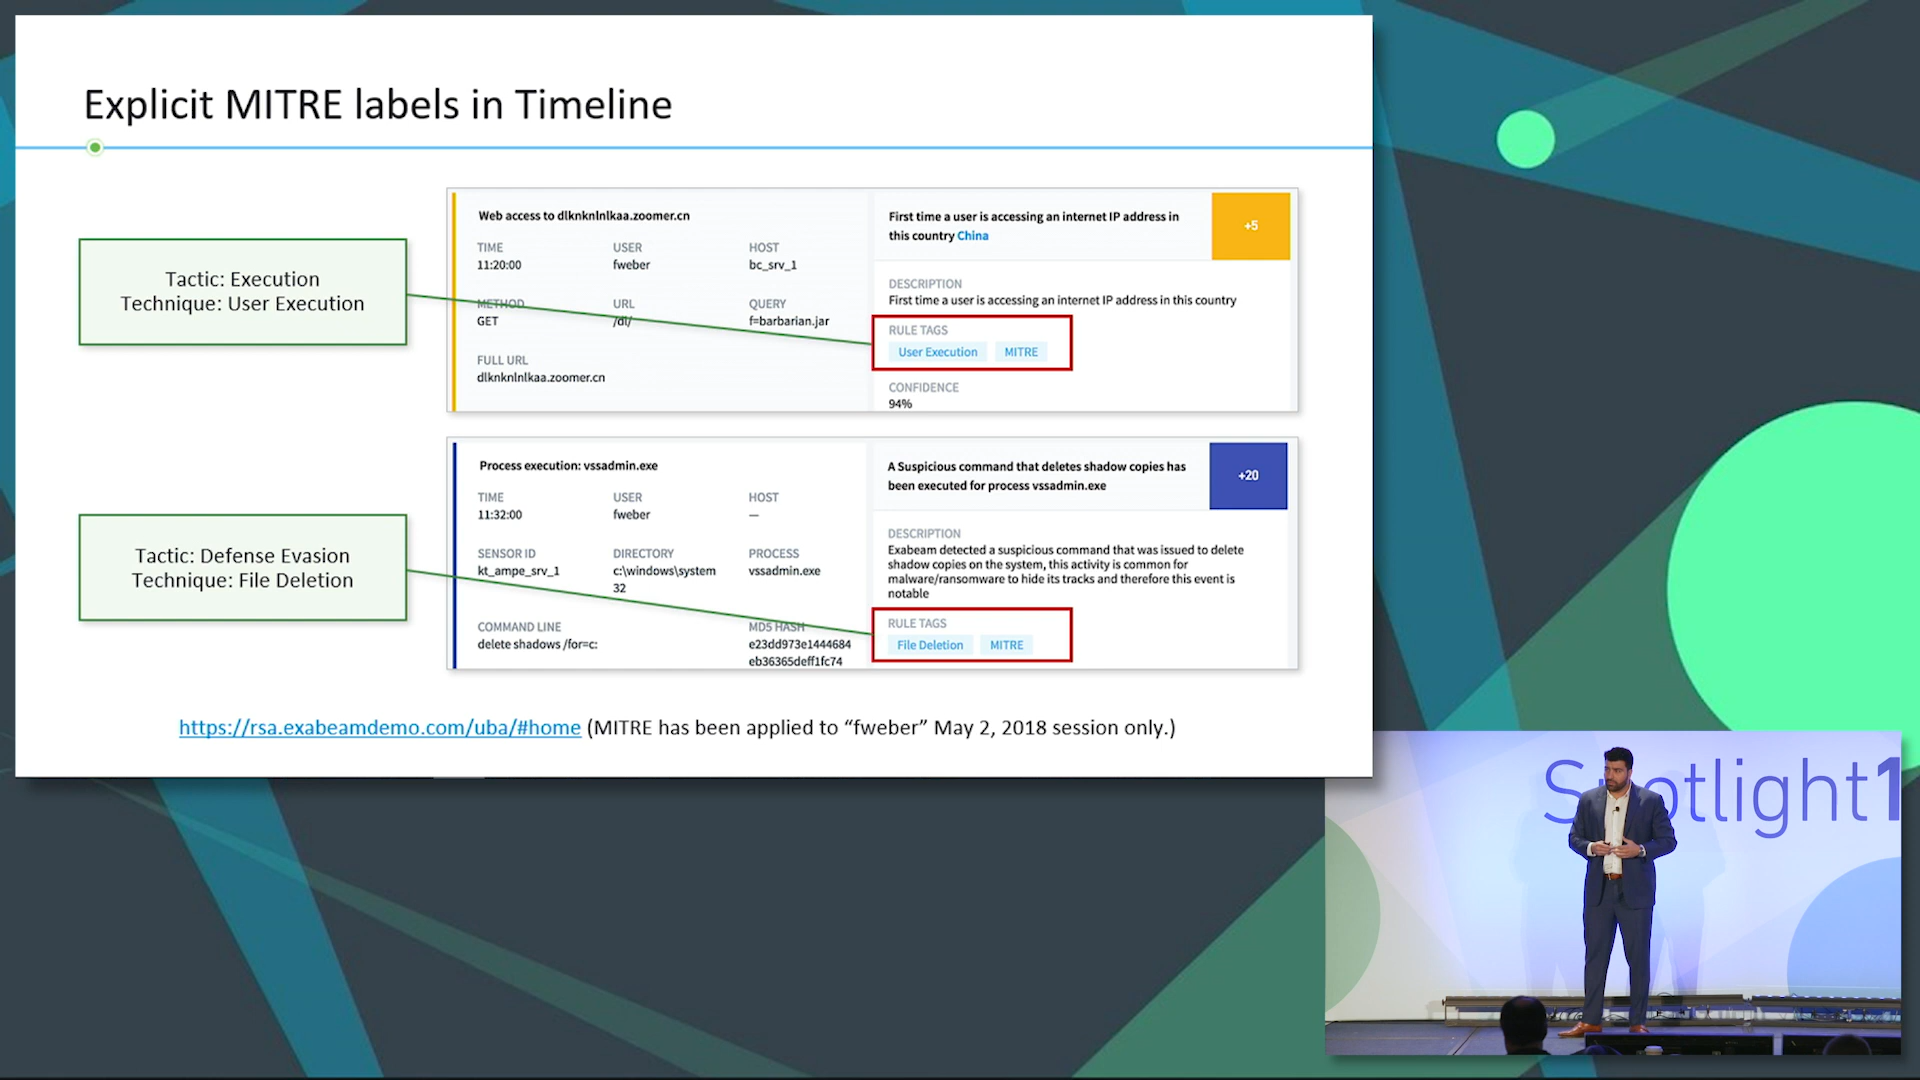 Explicit MITRE labels in Timeline
Tactic: Execution
Technique: User Execution
Web access to dlknknlnlkaa.zoomer.cn
TIME
USER
HOST
11:20:00
fweber
bc_srv_1
METHOD
URL
QUERY
GET
/dl/
f=barbarian.jar
FULL URL
dlknknlnlkaa.zoomer.cn
First time a user is accessing an internet IP address in
this country China
+5
DESCRIPTION
First time a user is accessing an internet IP address in this country
RULE TAGS
User Execution
MITRE
CONFIDENCE
94%
Tactic: Defense Evasion
Technique: File Deletion
Process execution: vssadmin.exe
TIME
USER
HOST
11:32:00
fweber
—
SENSOR ID
DIRECTORY
PROCESS
kt_ampe_srv_1
c:\windows\system
32
vssadmin.exe
COMMAND LINE
MD5 HASH
delete shadows /for=c:
e23dd973e1444684
eb36365deff1fc74
A Suspicious command that deletes shadow copies has
been executed for process vssadmin.exe
+20
DESCRIPTION
Exabeam detected a suspicious command that was issued to delete
shadow copies on the system, this activity is common for
malware/ransomware to hide its tracks and therefore this event is
notable
RULE TAGS
File Deletion
MITRE
https://rsa.exabeamdemo.com/uba/#home (MITRE has been applied to “fweber” May 2, 2018 session only.)
Spotlight1